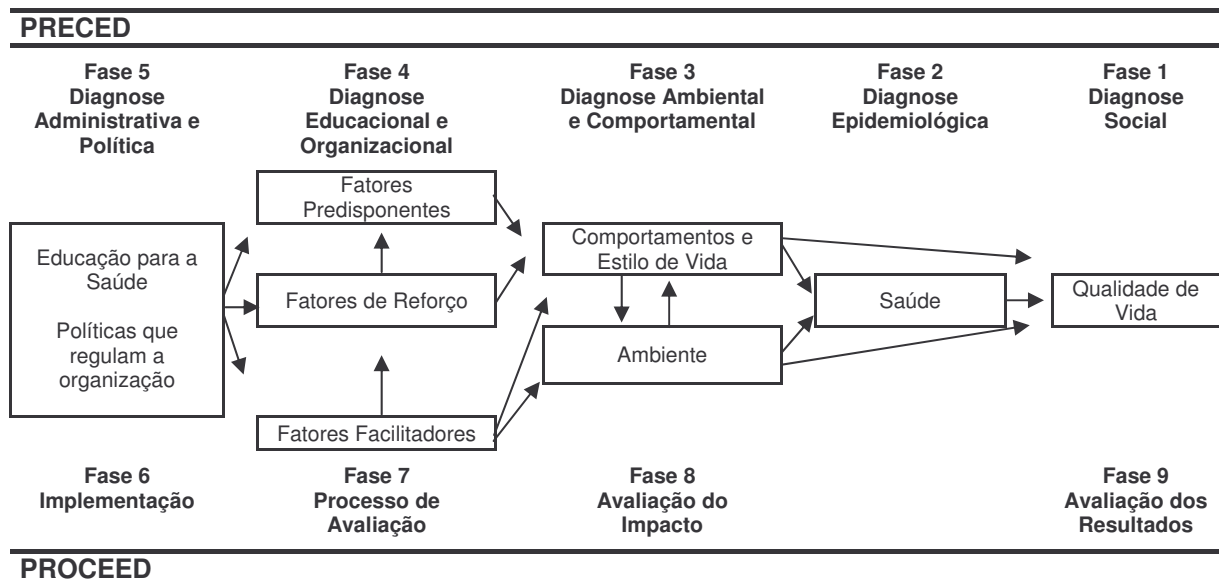 PRECED
Fase 5
Diagnose
Administrativa e
Política
Fase 4
Diagnose
Educacional e
Organizacional
Fase 3
Diagnose Ambiental
e Comportamental
Fase 2
Diagnose
Epidemiológica
Fase 1
Diagnose
Social
Educação para a
Saúde
Políticas que
regulam a
organização
Fatores
Predisponentes
Fatores de Reforço
Fatores Facilitadores
Comportamentos e
Estilo de Vida
Ambiente
Saúde
Qualidade de
Vida
Fase 6
Implementação
Fase 7
Processo de
Avaliação
Fase 8
Avaliação do
Impacto
Fase 9
Avaliação dos
Resultados
PROCEED